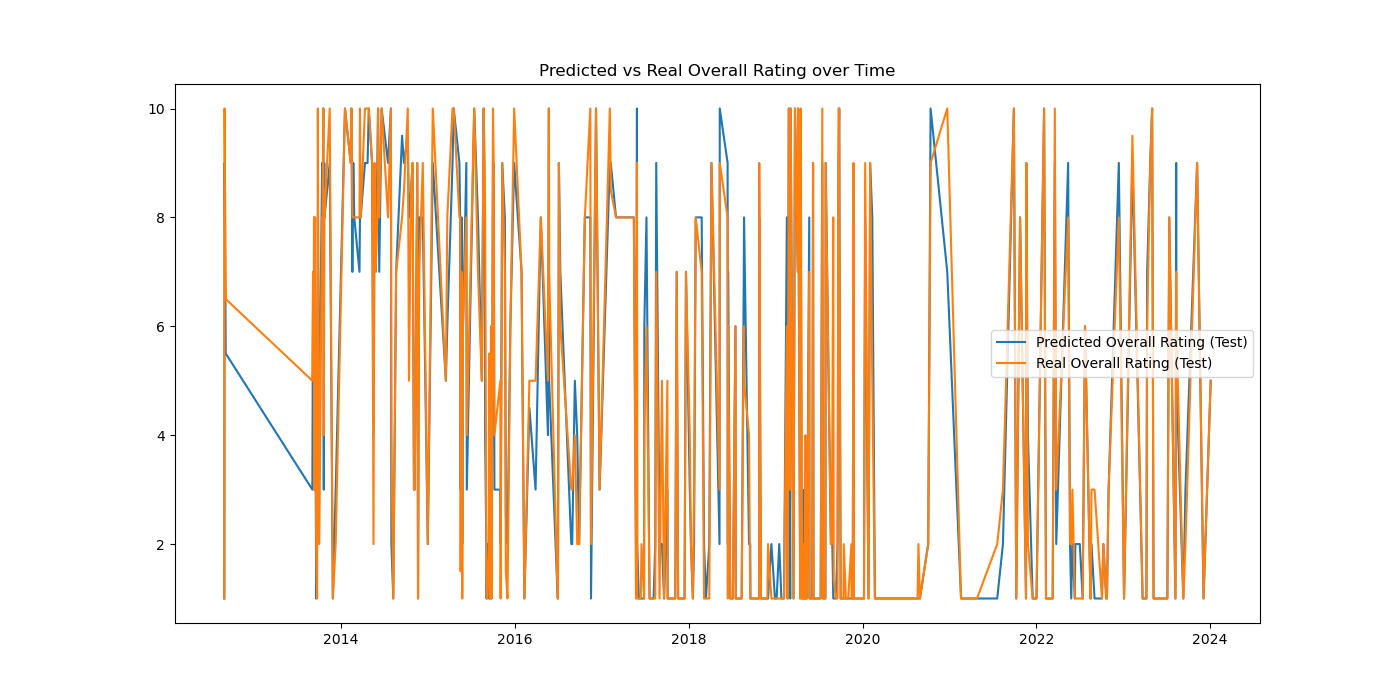 Predicted vs Real Overall Rating over Time
10
8
6
4
2
Predicted Overall Rating (Test)
Real Overall Rating (Test)
2014 2016 2018 2020 2022 2024